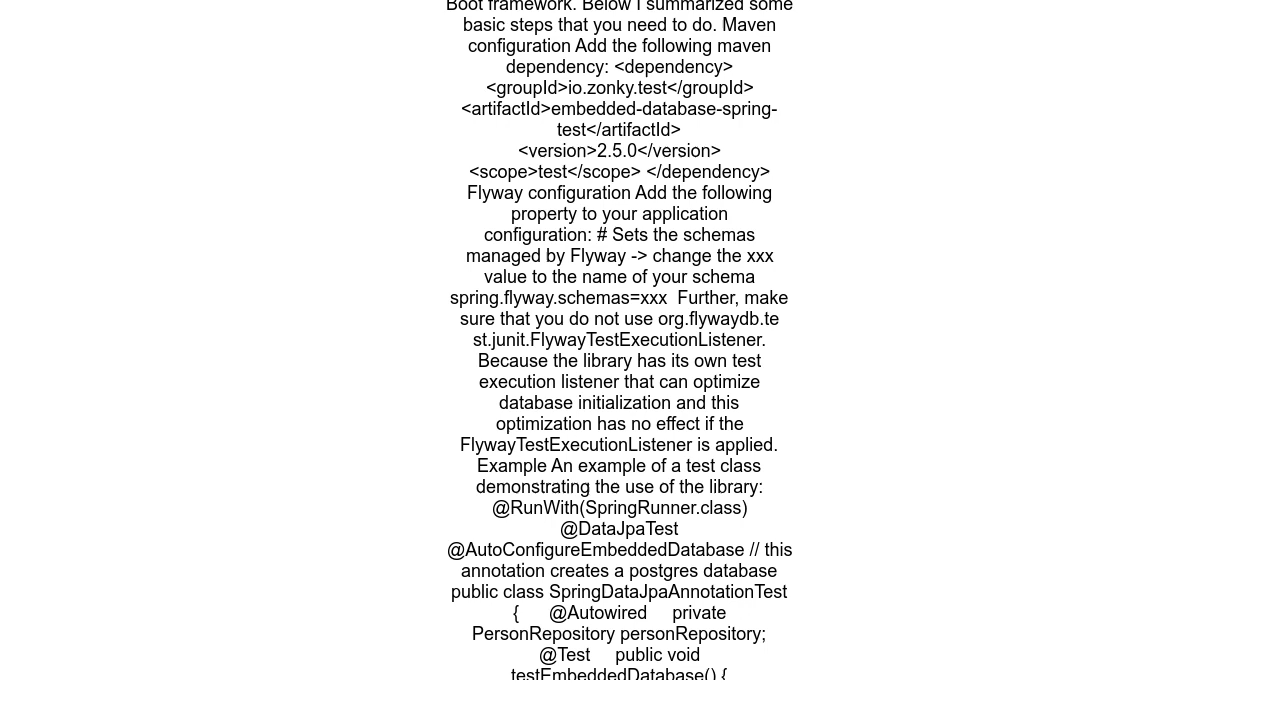 Boot framework. Below I summarized some
basic steps that you need to do. Maven
configuration Add the following maven
dependency: <dependency>
<groupId>io.zonky.test</groupId>
<artifactId>embedded-database-spring-
test</artifactId>
<version>2.5.0</version>
<scope>test</scope> </dependency>
Flyway configuration Add the following
property to your application
configuration: # Sets the schemas
managed by Flyway -> change the xxx
value to the name of your schema
spring.flyway.schemas=xxx  Further, make
sure that you do not use org.flywaydb.te
st.junit.FlywayTestExecutionListener.
Because the library has its own test
execution listener that can optimize
database initialization and this
optimization has no effect if the
FlywayTestExecutionListener is applied.
Example An example of a test class
demonstrating the use of the library:
@RunWith(SpringRunner.class)
@DataJpaTest
@AutoConfigureEmbeddedDatabase // this
annotation creates a postgres database
public class SpringDataJpaAnnotationTest
{      @Autowired     private
PersonRepository personRepository;
@Test     public void
testEmbeddedDatabase() {